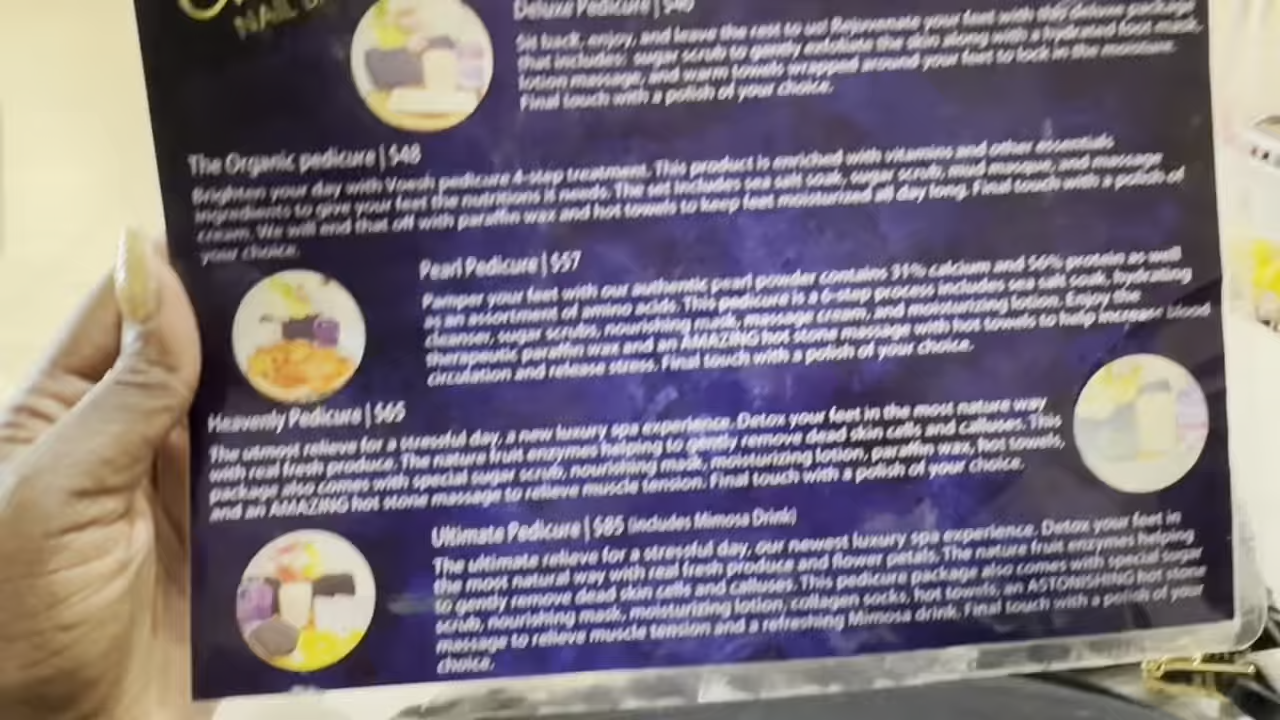 NAIL
Deluxe Pedicure | $40
Sit back, enjoy, and leave the rest to us! Rejuvenate your feet with this deluxe package
that includes: sugar scrub to gently exfoliate the skin along with a hydrated foot mask,
lotion massage, and warm towels wrapped around your feet to lock in the moisture.
Final touch with a polish of your choice.
The Organic pedicure | $48
Brighten your day with Voesh pedicure 4-step treatment. This product is enriched with vitamins and other essentials
ingredients to give your feet the nutritions it needs. The set includes sea salt soak, sugar scrub, mud masque, and massage
cream. We will end that off with paraffin wax and hot towels to keep feet moisturized all day long. Final touch with a polish of
your choice.
Pearl Pedicure | $57
Pamper your feet with our authentic pearl powder contains 31% calcium and 56% protein as well
as an assortment of amino acids. This pedicure is a 6-step process includes sea salt soak, hydrating
cleanser, sugar scrubs, nourishing mask, massage cream, and moisturizing lotion. Enjoy the
therapeutic paraffin wax and an AMAZING hot stone massage with hot towels to help increase blood
circulation and release stress. Final touch with a polish of your choice.
Heavenly Pedicure | $65
The utmost relieve for a stressful day, a new luxury spa experience. Detox your feet in the most nature way
with real fresh produce. The nature fruit enzymes helping to gently remove dead skin cells and calluses. This
package also comes with special sugar scrub, nourishing mask, moisturizing lotion, paraffin wax, hot towels,
and an AMAZING hot stone massage to relieve muscle tension. Final touch with a polish of your choice.
Ultimate Pedicure | $85 (includes Mimosa Drink)
The ultimate relieve for a stressful day, our newest luxury spa experience. Detox your feet in
the most natural way with real fresh produce and flower petals. The nature fruit enzymes helping
to gently remove dead skin cells and calluses. This pedicure package also comes with special sugar
scrub, nourishing mask, moisturizing lotion, collagen socks, hot towels, an ASTONISHING hot stone
massage to relieve muscle tension and a refreshing Mimosa drink. Final touch with a polish of your
choice.